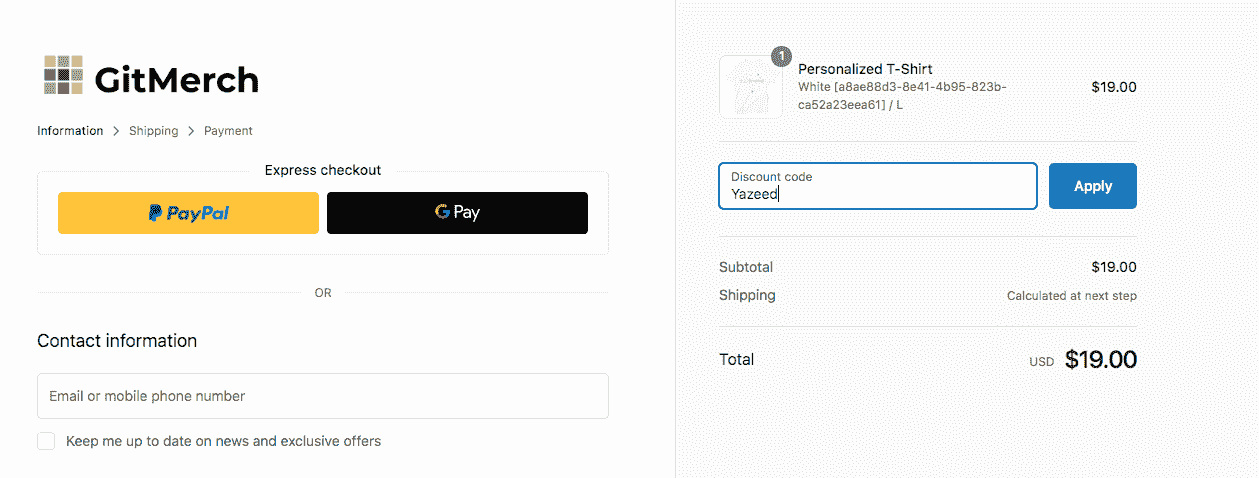 GitMerch
Information > Shipping > Payment
Express checkout
PayPal
G Pay
OR
Contact information
Email or mobile phone number
Keep me up to date on news and exclusive offers
1
Personalized T-Shirt
White [a8ae88d3-8e41-4b95-823b-
ca52a23eea61] / L
$19.00
Discount code
Yazeed
Apply
Subtotal $19.00
Shipping Calculated at next step
Total USD $19.00